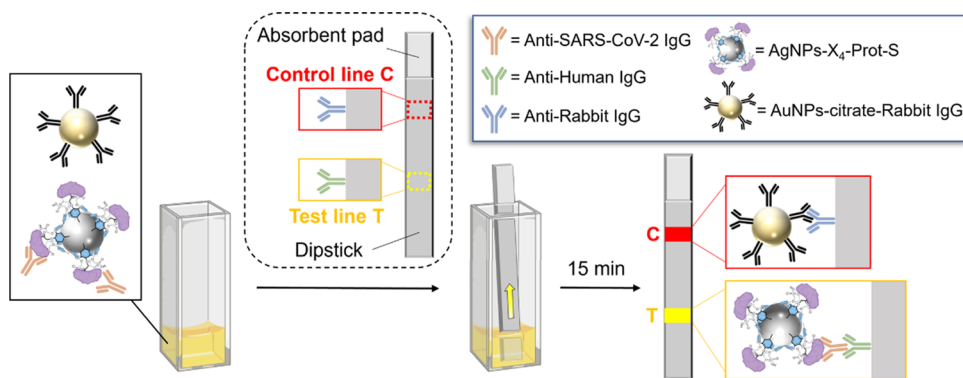 Absorbent pad
Control line C
Test line T
Dipstick
= Anti-SARS-CoV-2 IgG
= Anti-Human IgG
= Anti-Rabbit IgG
= AgNPs-X₄-Prot-S
= AuNPs-citrate-Rabbit IgG
15 min
C
T